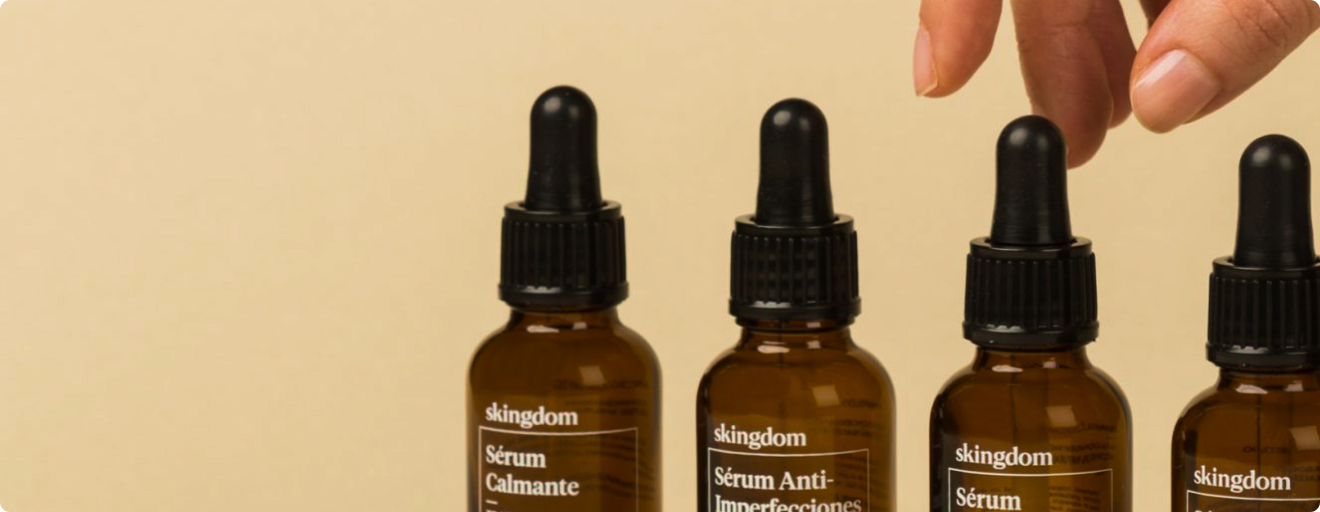 skingdom
Sérum
Calmante
skingdom
Sérum Anti-
Imperfecciones
skingdom
Sérum
skingdom